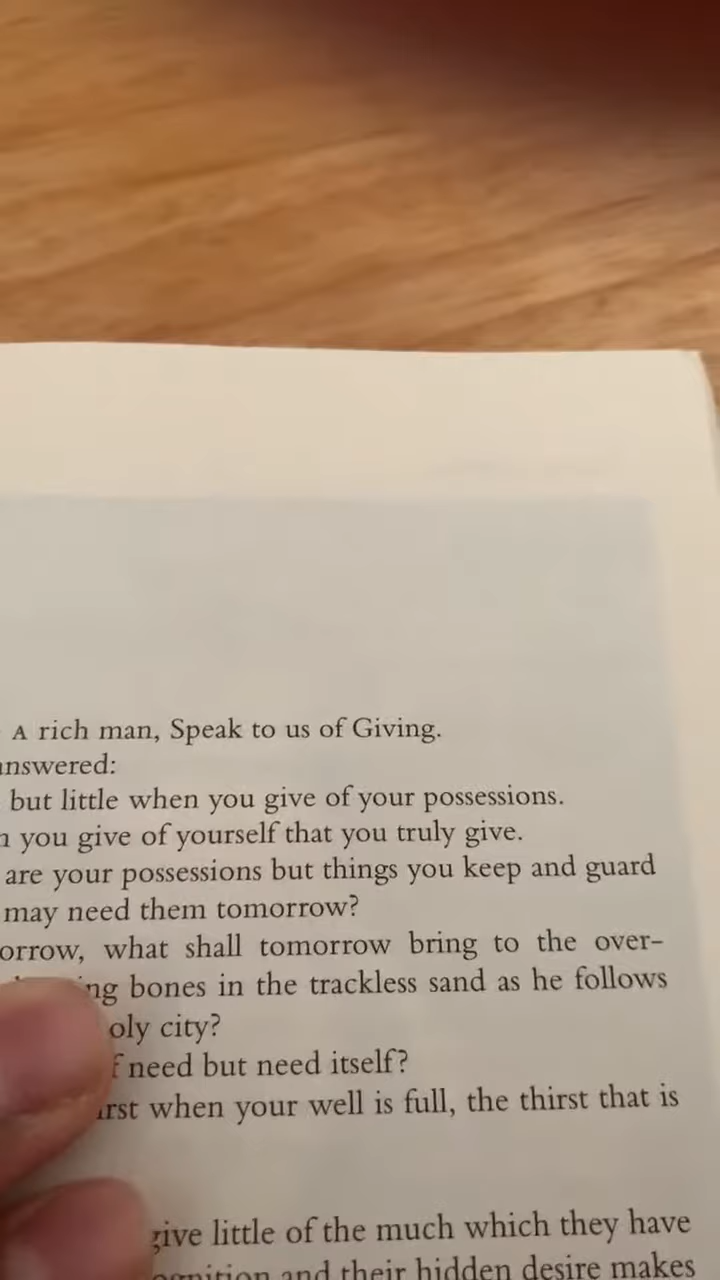 A rich man, Speak to us of Giving.
answered:
but little when you give of your possessions.
you give of yourself that you truly give.
are your possessions but things you keep and guard
may need them tomorrow?
orrow, what shall tomorrow bring to the over-
ng bones in the trackless sand as he follows
oly city?
f need but need itself?
irst when your well is full, the thirst that is
give little of the much which they have
ognition and their hidden desire makes